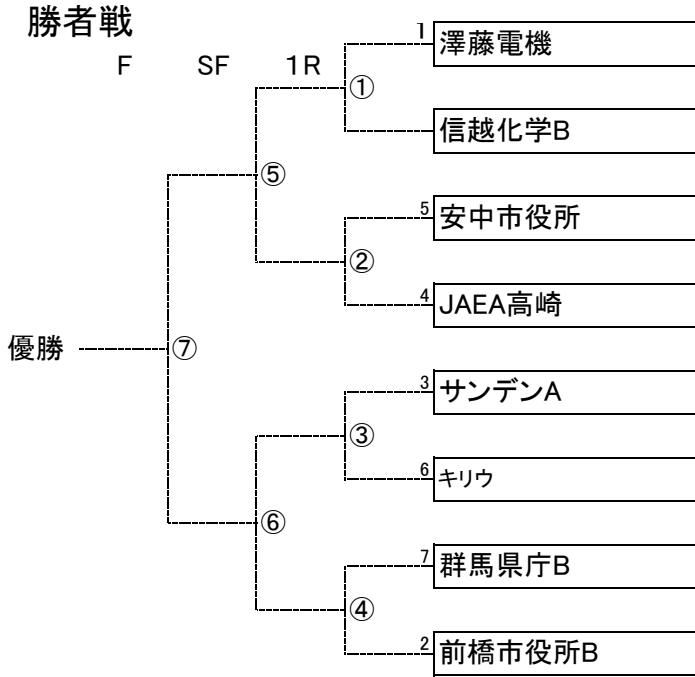 勝者戦
F SF 1R
1 澤藤電機
①
信越化学B
⑤
5 安中市役所
②
4 JAEA高崎
優勝 ⑦
3 サンデンA
③
6 キリウ
⑥
7 群馬県庁B
④
2 前橋市役所B